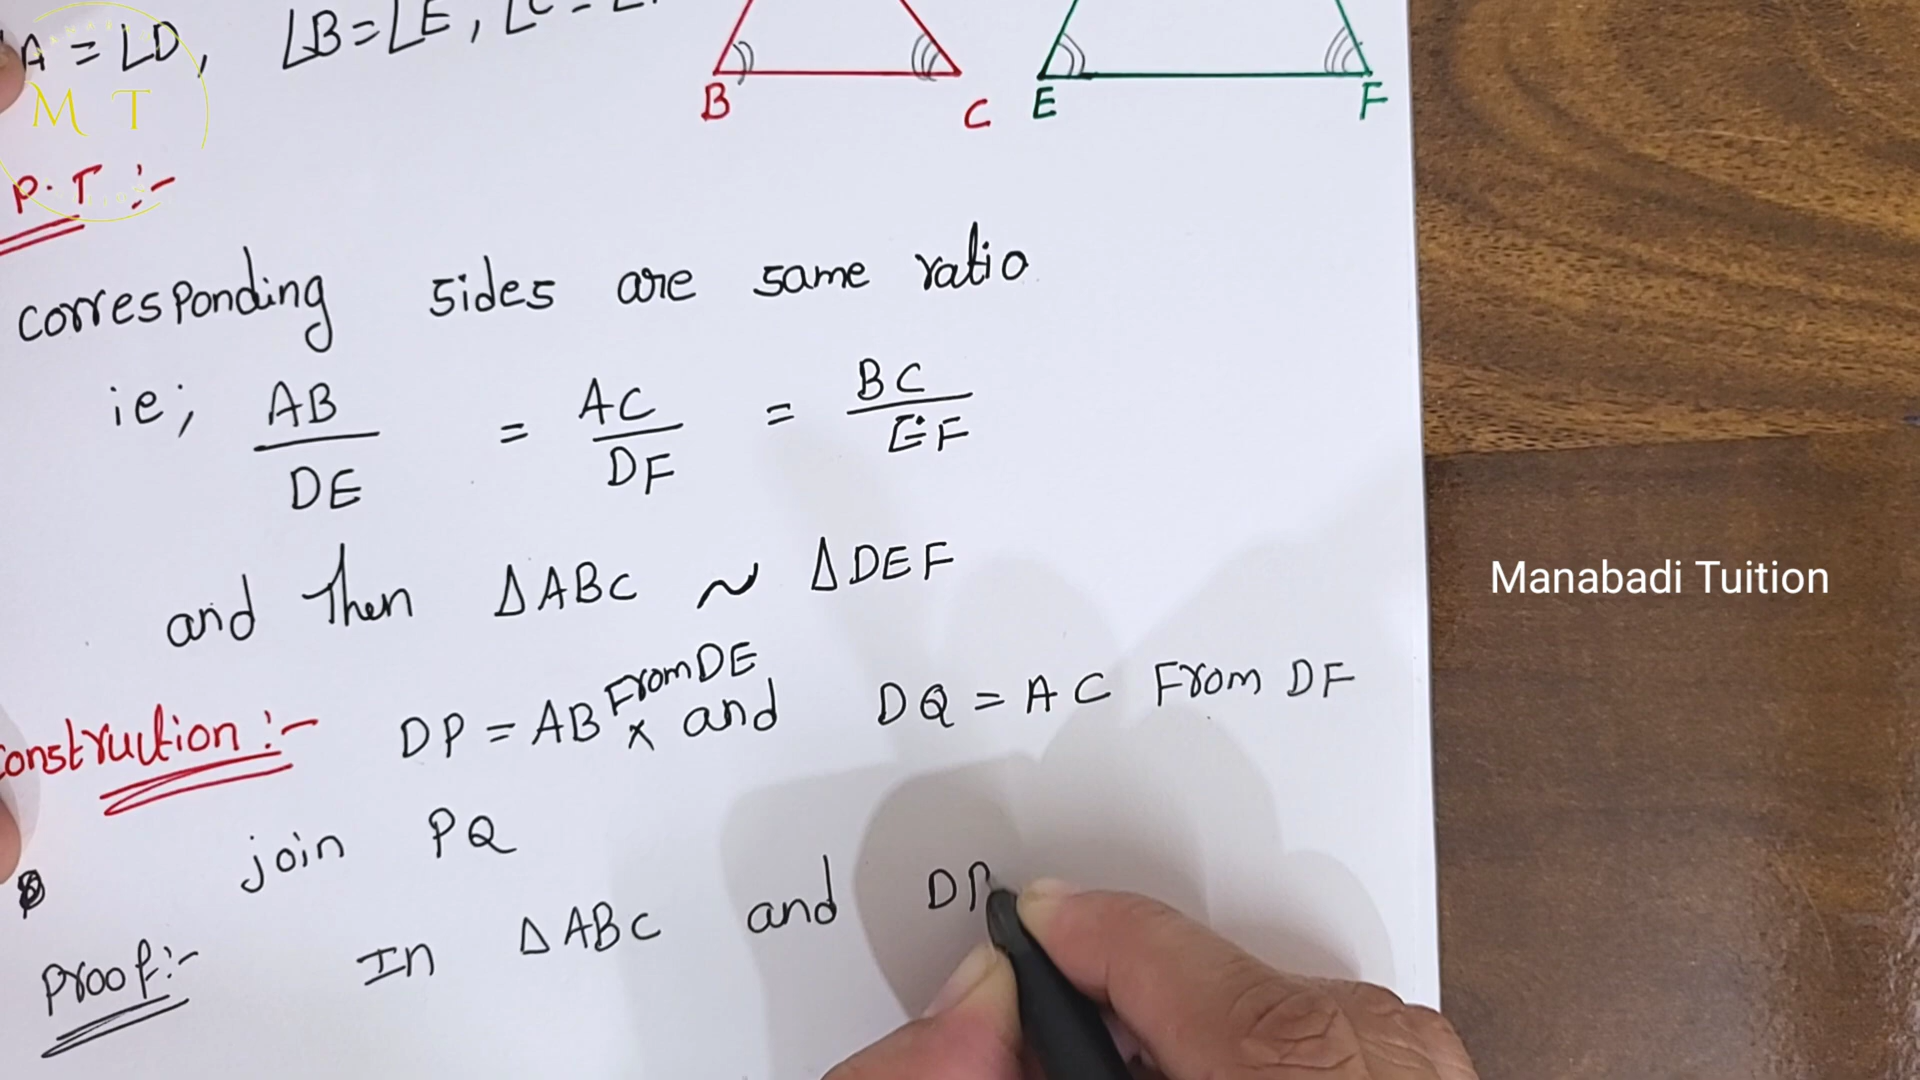 A = ∠D, ∠B = ∠E, ∠C =
B C E F
M T
P.T :-
corresponding sides are same ratio
ie; AB/DE = AC/DF = BC/EF
and Then ΔABC ~ ΔDEF
Manabadi Tuition
From DE
construction :- DP = AB x and DQ = AC From DF
join PQ
Proof :- In ΔABC and DP